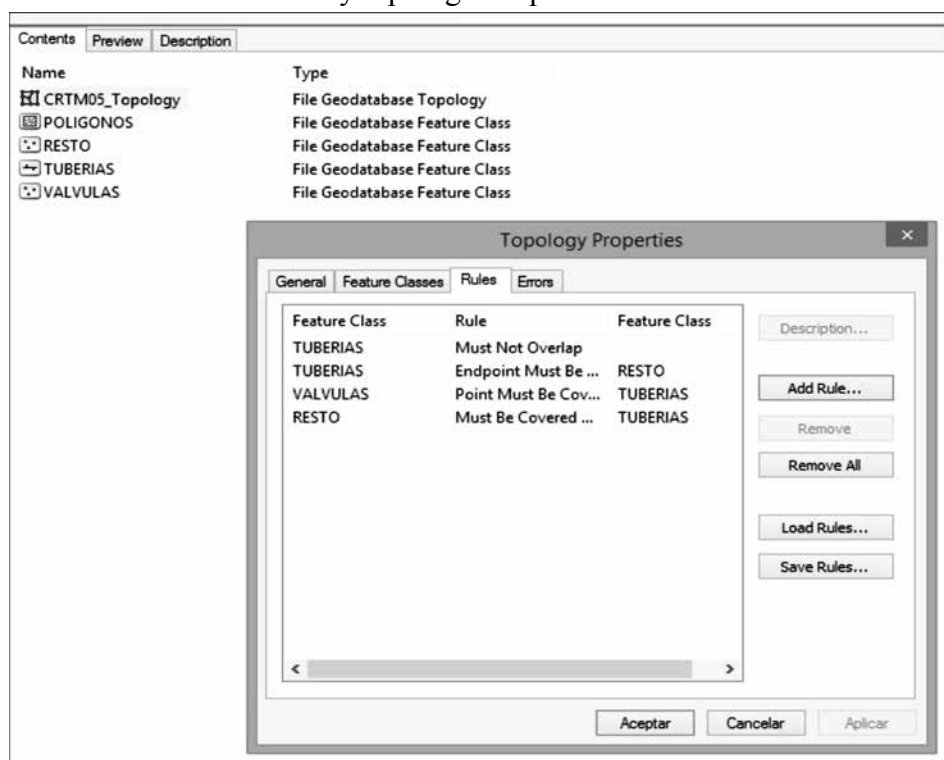 Contents Preview Description
Name Type
CRTM05_Topology File Geodatabase Topology
POLIGONOS File Geodatabase Feature Class
RESTO File Geodatabase Feature Class
TUBERIAS File Geodatabase Feature Class
VALVULAS File Geodatabase Feature Class
Topology Properties
General Feature Classes Rules Errors
Feature Class Rule Feature Class
TUBERIAS Must Not Overlap
TUBERIAS Endpoint Must Be ... RESTO
VALVULAS Point Must Be Cov... TUBERIAS
RESTO Must Be Covered ... TUBERIAS
Description...
Add Rule...
Remove
Remove All
Load Rules...
Save Rules...
Aceptar Cancelar Aplicar